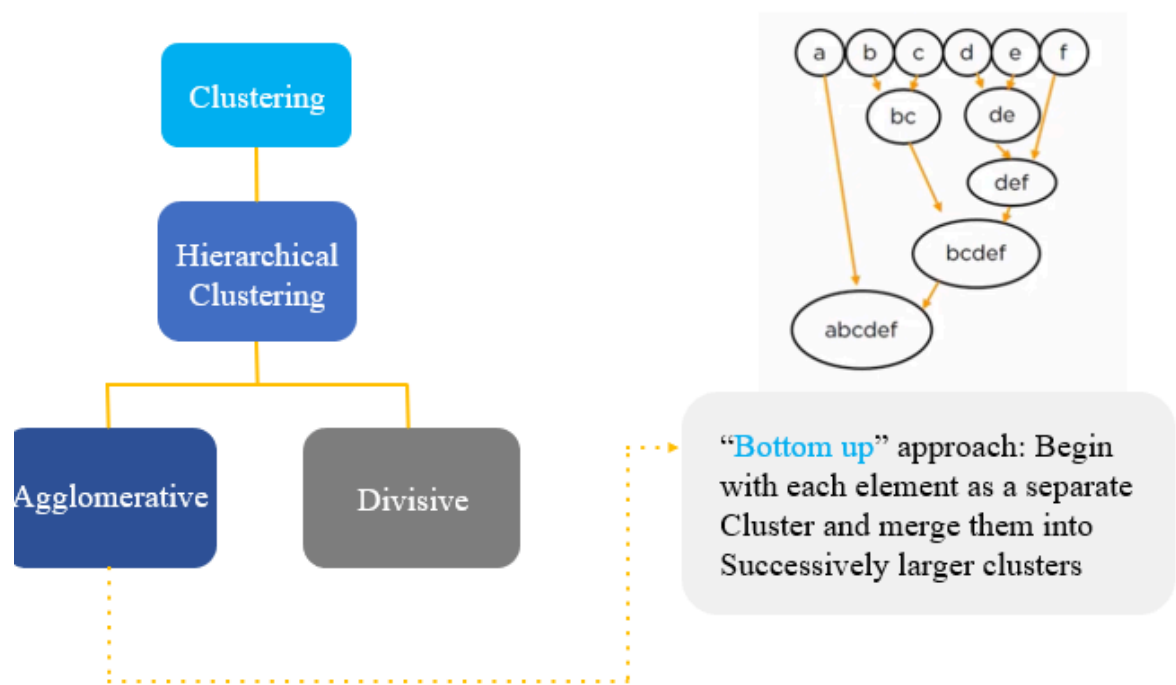 Clustering
Hierarchical
Clustering
Agglomerative
Divisive
a b c d e f
bc de
def
bcdef
abcdef
“Bottom up” approach: Begin
with each element as a separate
Cluster and merge them into
Successively larger clusters